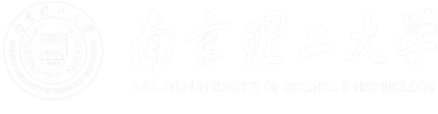 南京理工大学
NANJING UNIVERSITY OF SCIENCE & TECHNOLOGY